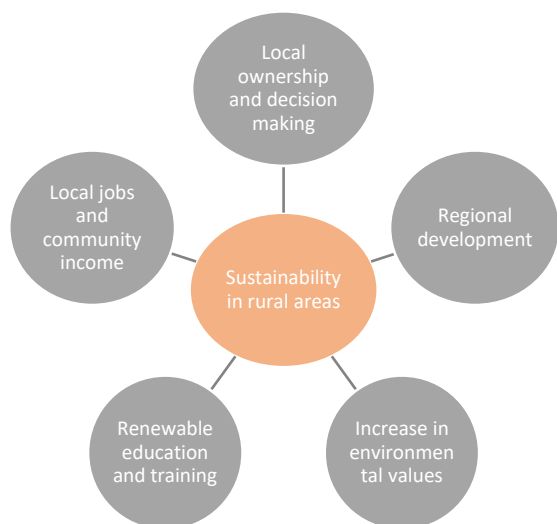 Local
ownership
and decision
making
Local jobs
and
community
income
Regional
development
Sustainability
in rural areas
Renewable
education
and training
Increase in
environmen
tal values